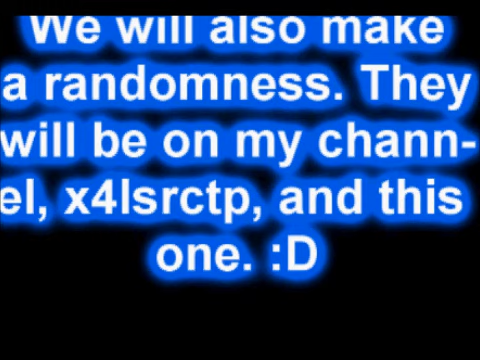 We will also make
a randomness. They
will be on my chann-
el, x4lsrctp, and this
one. :D